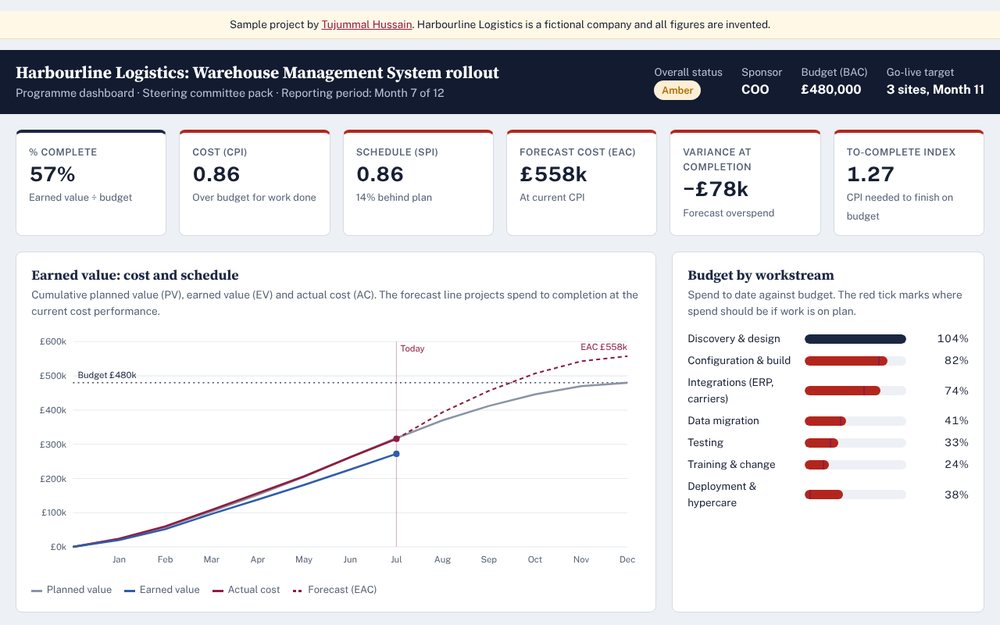 Sample project by Tujummal Hussain. Harbourline Logistics is a fictional company and all figures are invented.
Harbourline Logistics: Warehouse Management System rollout
Programme dashboard · Steering committee pack · Reporting period: Month 7 of 12
Overall status
Amber
Sponsor
COO
Budget (BAC)
£480,000
Go-live target
3 sites, Month 11
% COMPLETE
57%
Earned value ÷ budget
COST (CPI)
0.86
Over budget for work done
SCHEDULE (SPI)
0.86
14% behind plan
FORECAST COST (EAC)
£558k
At current CPI
VARIANCE AT
COMPLETION
−£78k
Forecast overspend
TO-COMPLETE INDEX
1.27
CPI needed to finish on
budget
Earned value: cost and schedule
Cumulative planned value (PV), earned value (EV) and actual cost (AC). The forecast line projects spend to completion at the
current cost performance.
£600k
£500k
£400k
£300k
£200k
£100k
£0k
Budget £480k
Today
EAC £558k
Jan Feb Mar Apr May Jun Jul Aug Sep Oct Nov Dec
Planned value Earned value Actual cost Forecast (EAC)
Budget by workstream
Spend to date against budget. The red tick marks where
spend should be if work is on plan.
Discovery & design 104%
Configuration & build 82%
Integrations (ERP,
carriers) 74%
Data migration 41%
Testing 33%
Training & change 24%
Deployment &
hypercare 38%